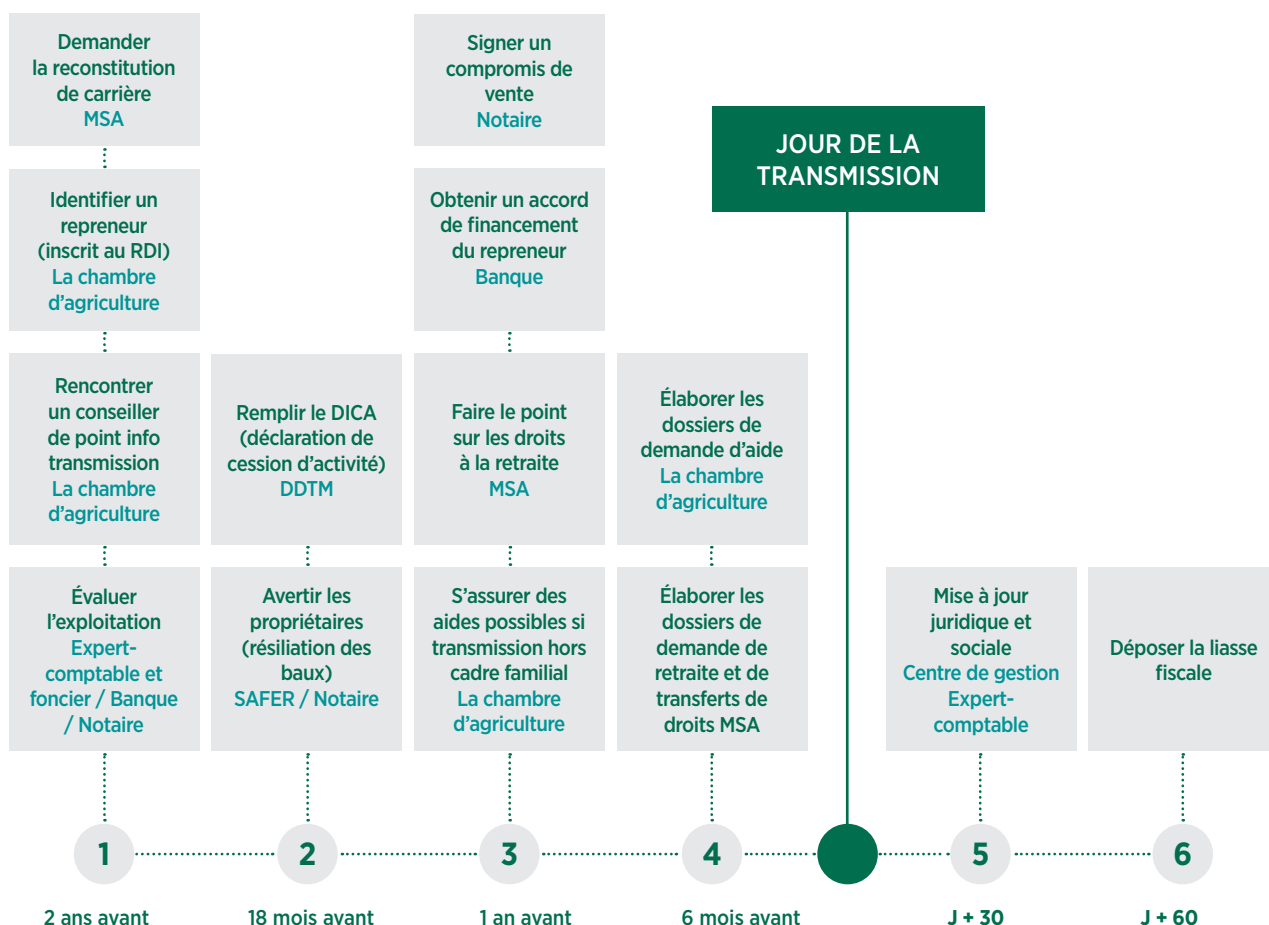 Demander
la reconstitution
de carrière
MSA
Identifier un
repreneur
(inscrit au RDI)
La chambre
d'agriculture
Rencontrer
un conseiller
de point info
transmission
La chambre
d'agriculture
Évaluer
l'exploitation
Expert-
comptable et
foncier / Banque
/ Notaire
Remplir le DICA
(déclaration de
cession d'activité)
DDTM
Avertir les
propriétaires
(résiliation des
baux)
SAFER / Notaire
Signer un
compromis de
vente
Notaire
Obtenir un accord
de financement
du repreneur
Banque
Faire le point
sur les droits
à la retraite
MSA
S'assurer des
aides possibles si
transmission hors
cadre familial
La chambre
d'agriculture
Élaborer les
dossiers de
demande d'aide
La chambre
d'agriculture
Élaborer les
dossiers de
demande de
retraite et de
transferts de
droits MSA
JOUR DE LA
TRANSMISSION
Mise à jour
juridique et
sociale
Centre de gestion
Expert-
comptable
Déposer la liasse
fiscale
1
2
3
4
5
6
2 ans avant
18 mois avant
1 an avant
6 mois avant
J + 30
J + 60